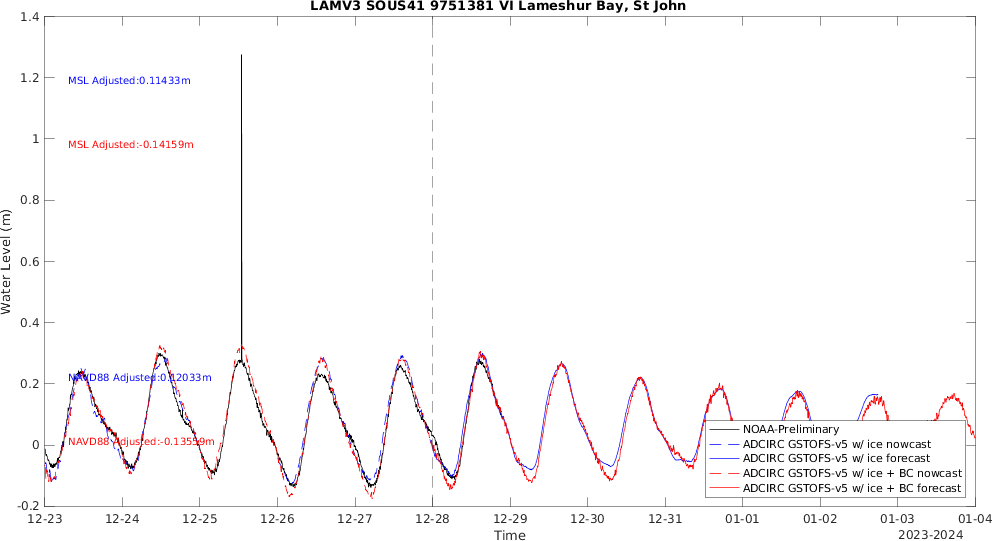 LAMV3 SOUS41 9751381 VI Lameshur Bay, St John
1.4
1.2
1
0.8
0.6
0.4
0.2
0
-0.2
Water Level (m)
MSL Adjusted:0.11433m
MSL Adjusted:-0.14159m
NAVD88 Adjusted:0.12033m
NAVD88 Adjusted:-0.13559m
NOAA-Preliminary
ADCIRC GSTOFS-v5 w/ ice nowcast
ADCIRC GSTOFS-v5 w/ ice forecast
ADCIRC GSTOFS-v5 w/ ice + BC nowcast
ADCIRC GSTOFS-v5 w/ ice + BC forecast
12-23 12-24 12-25 12-26 12-27 12-28 12-29 12-30 12-31 01-01 01-02 01-03 01-04
Time
2023-2024